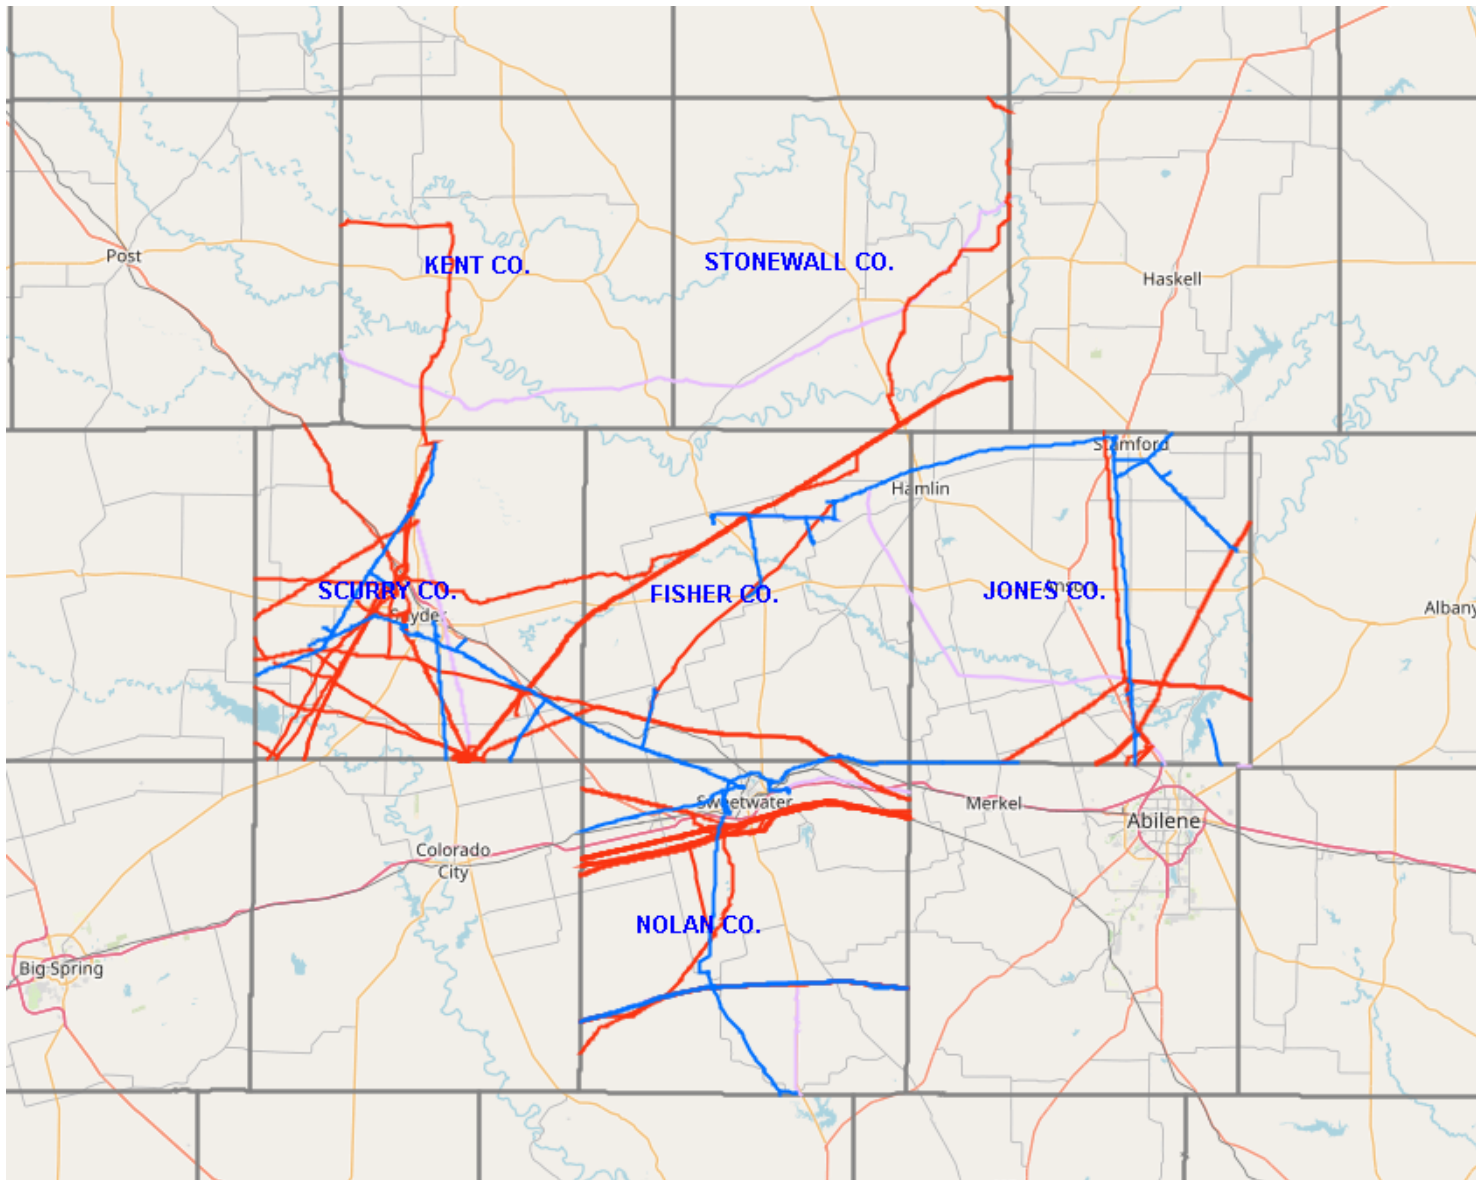 Post
KENT CO.
STONEWALL CO.
Haskell
Stamford
Hamlin
SCURRY CO.
FISHER CO.
JONES CO.
Snyder
Albany
Sweetwater
Merkel
Abilene
Colorado
City
NOLAN CO.
Big Spring